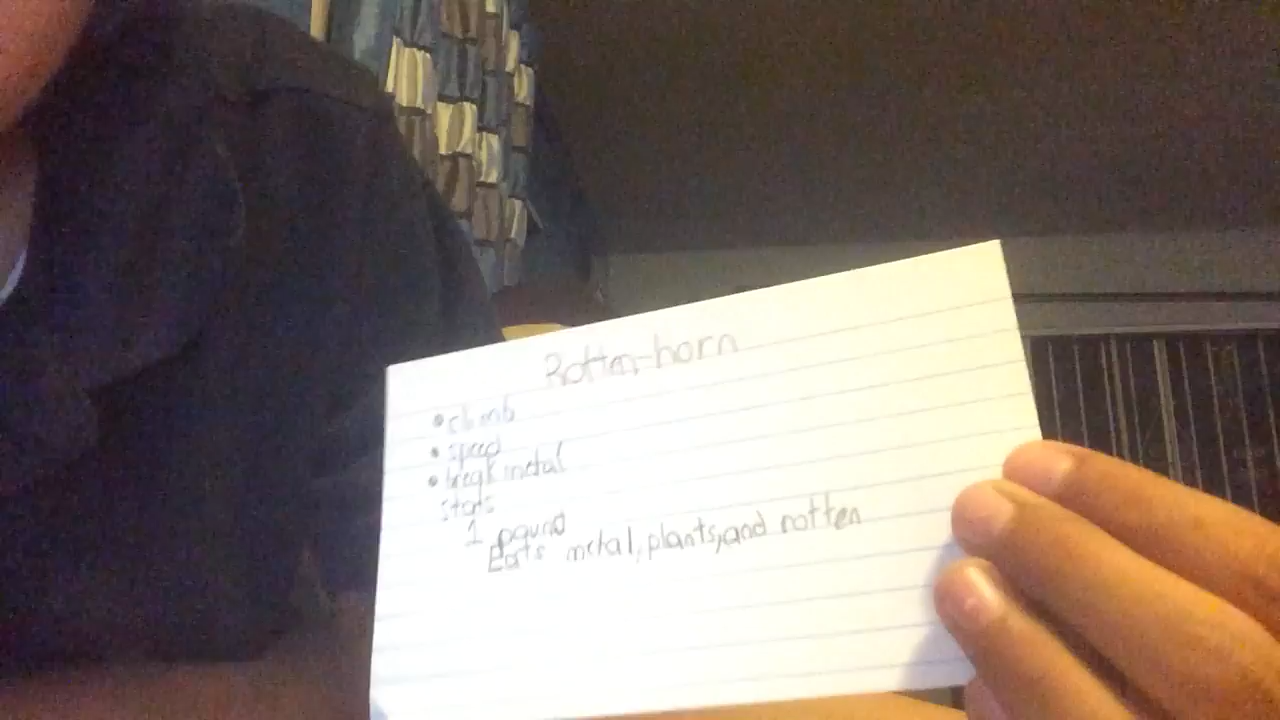 Rotten-horn
• climb
• speed
• break metal
stats
1 pound
Eats metal, plants, and rotten